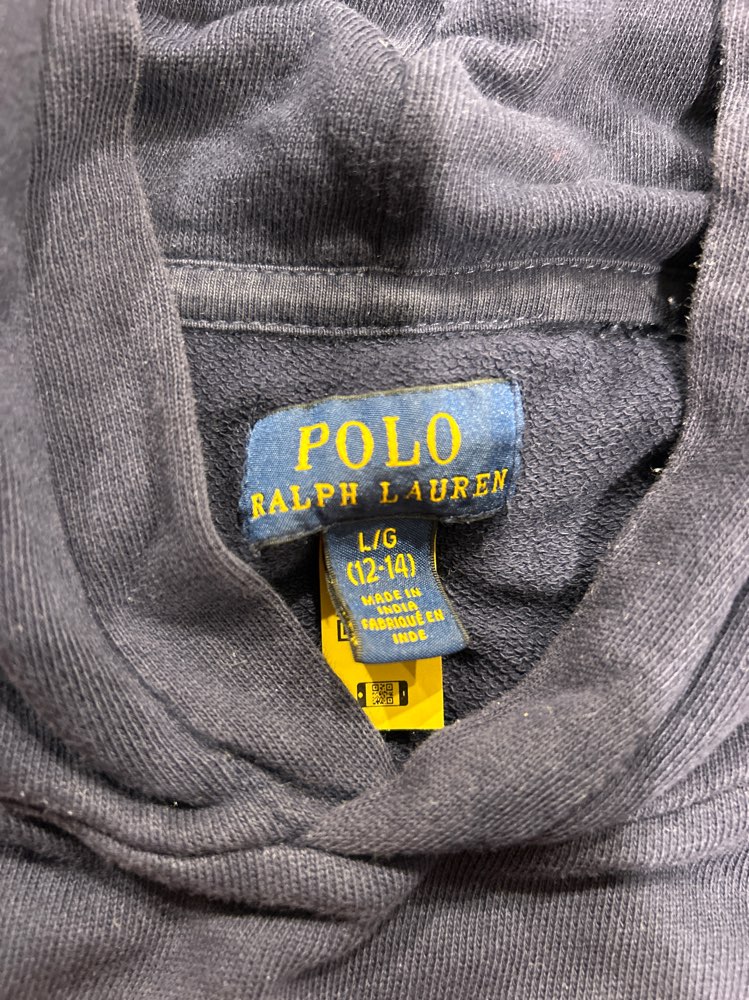 POLO
RALPH LAUREN
L/G
(12-14)
MADE IN
INDIA
FABRIQUÉ EN
INDE